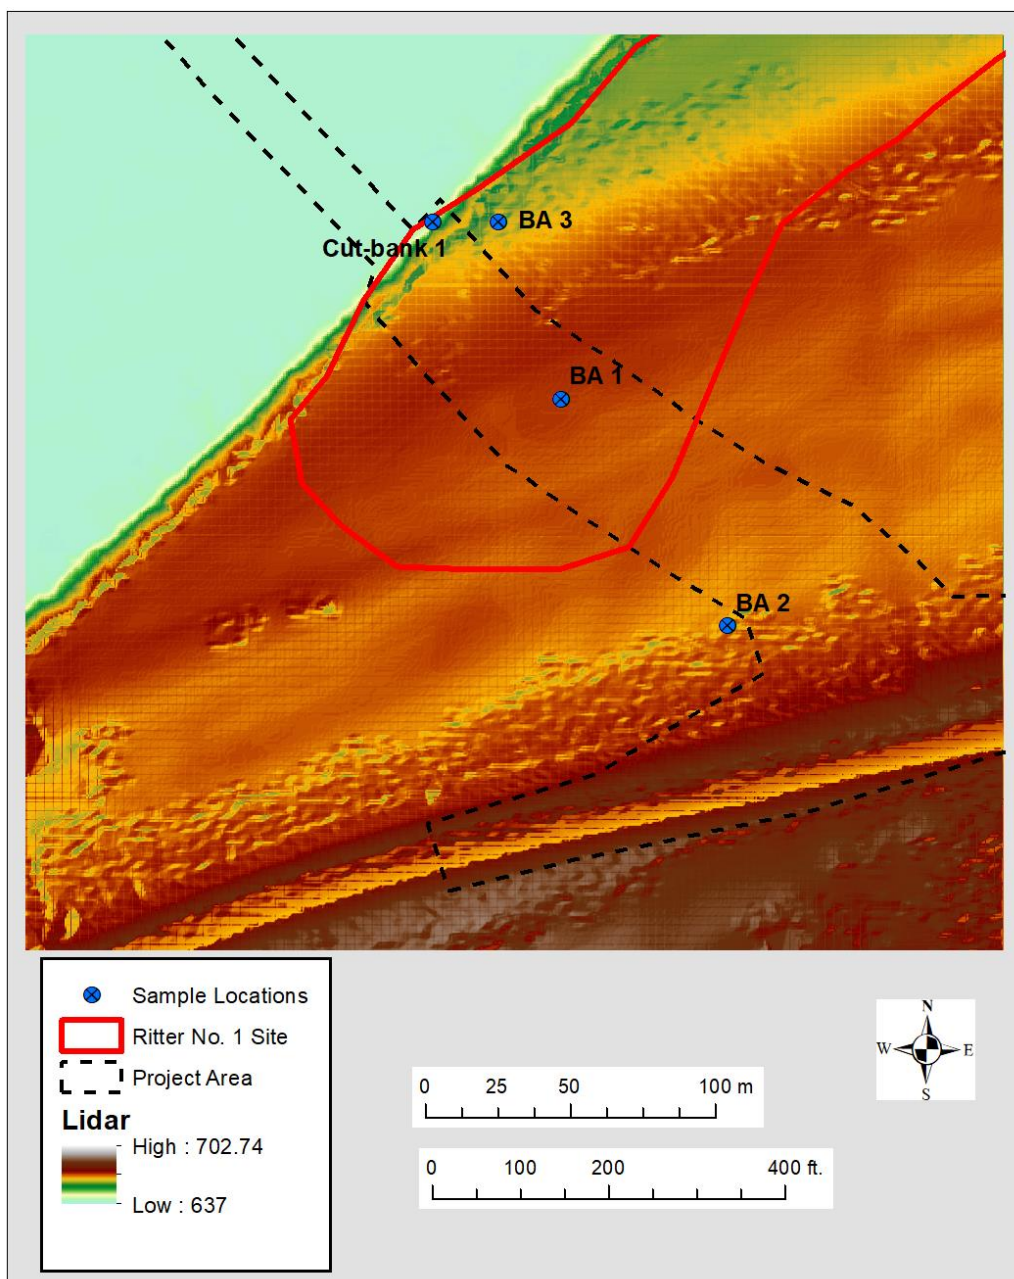 BA 3
Cut-bank 1
BA 1
BA 2
Sample Locations
Ritter No. 1 Site
Project Area
Lidar
High : 702.74
Low : 637
0 25 50 100 m
0 100 200 400 ft.
N
W E
S